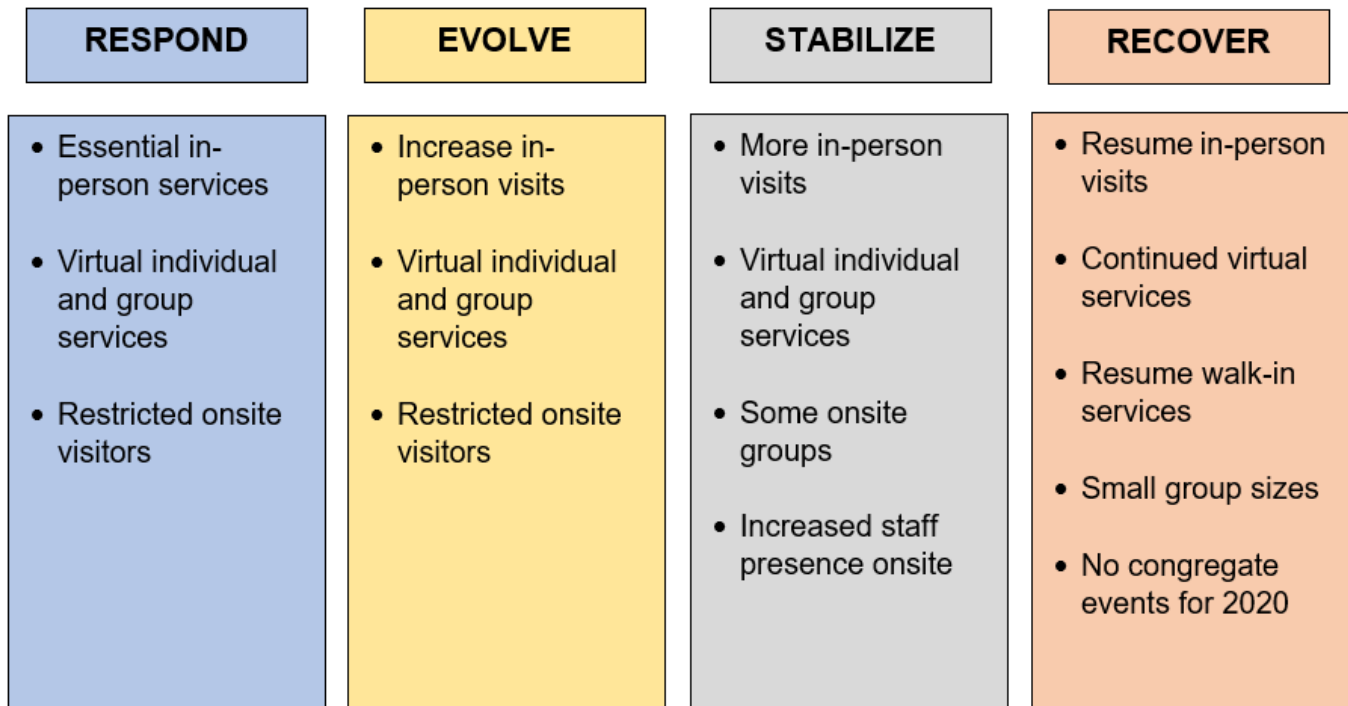 RESPOND
• Essential in-
person services
• Virtual individual
and group
services
• Restricted onsite
visitors
EVOLVE
• Increase in-
person visits
• Virtual individual
and group
services
• Restricted onsite
visitors
STABILIZE
• More in-person
visits
• Virtual individual
and group
services
• Some onsite
groups
• Increased staff
presence onsite
RECOVER
• Resume in-person
visits
• Continued virtual
services
• Resume walk-in
services
• Small group sizes
• No congregate
events for 2020